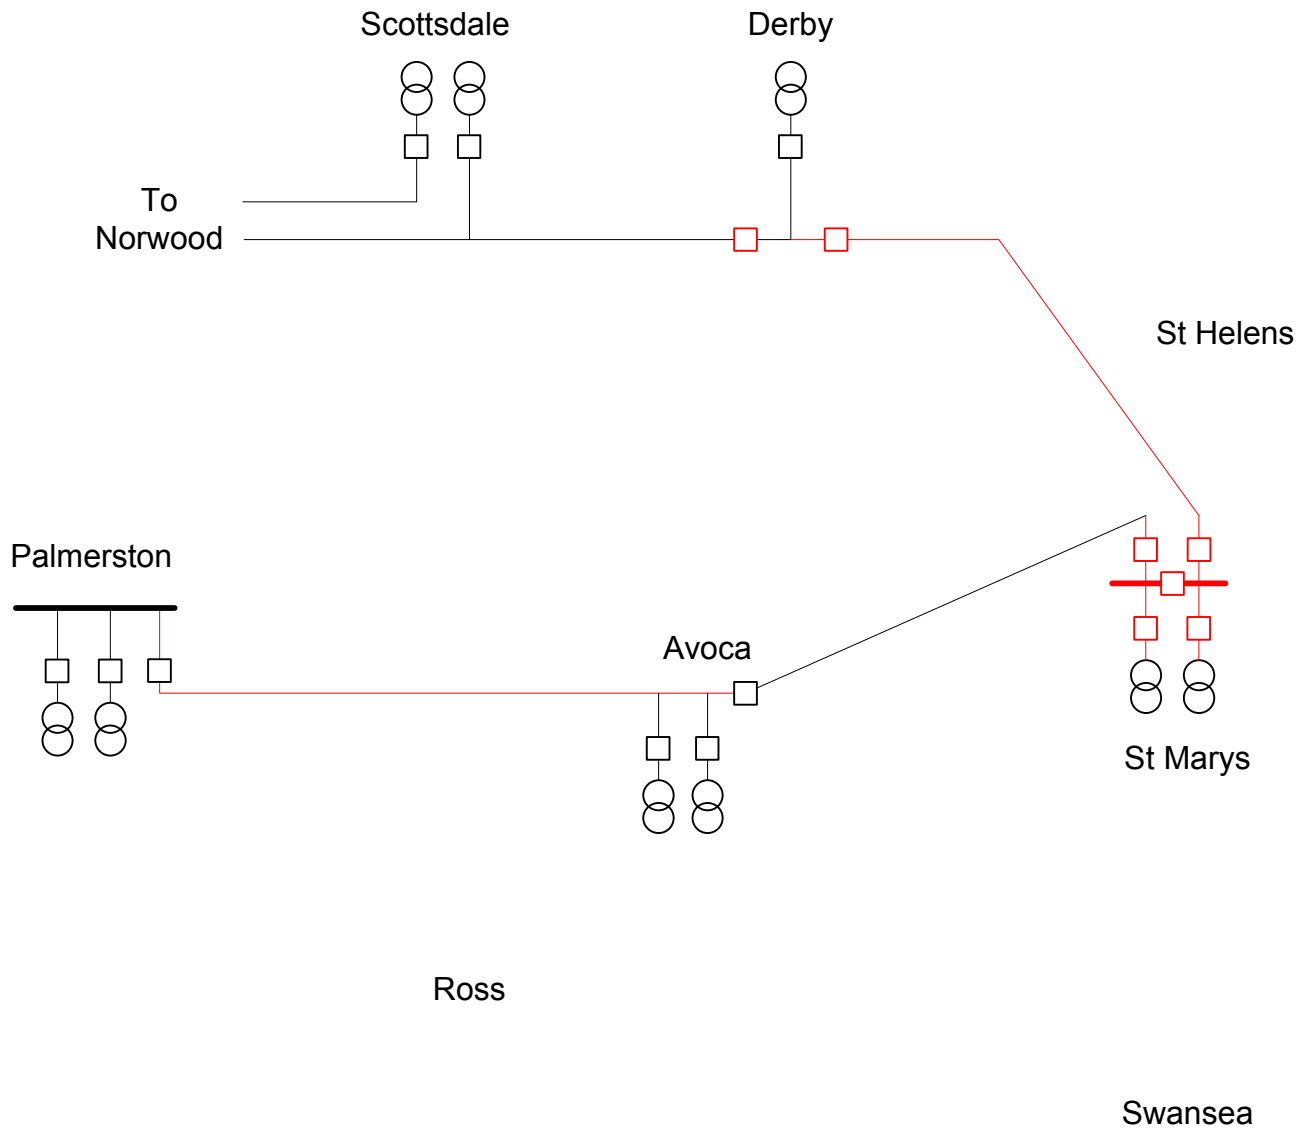 Scottsdale
Derby
To
Norwood
St Helens
Palmerston
Avoca
St Marys
Ross
Swansea